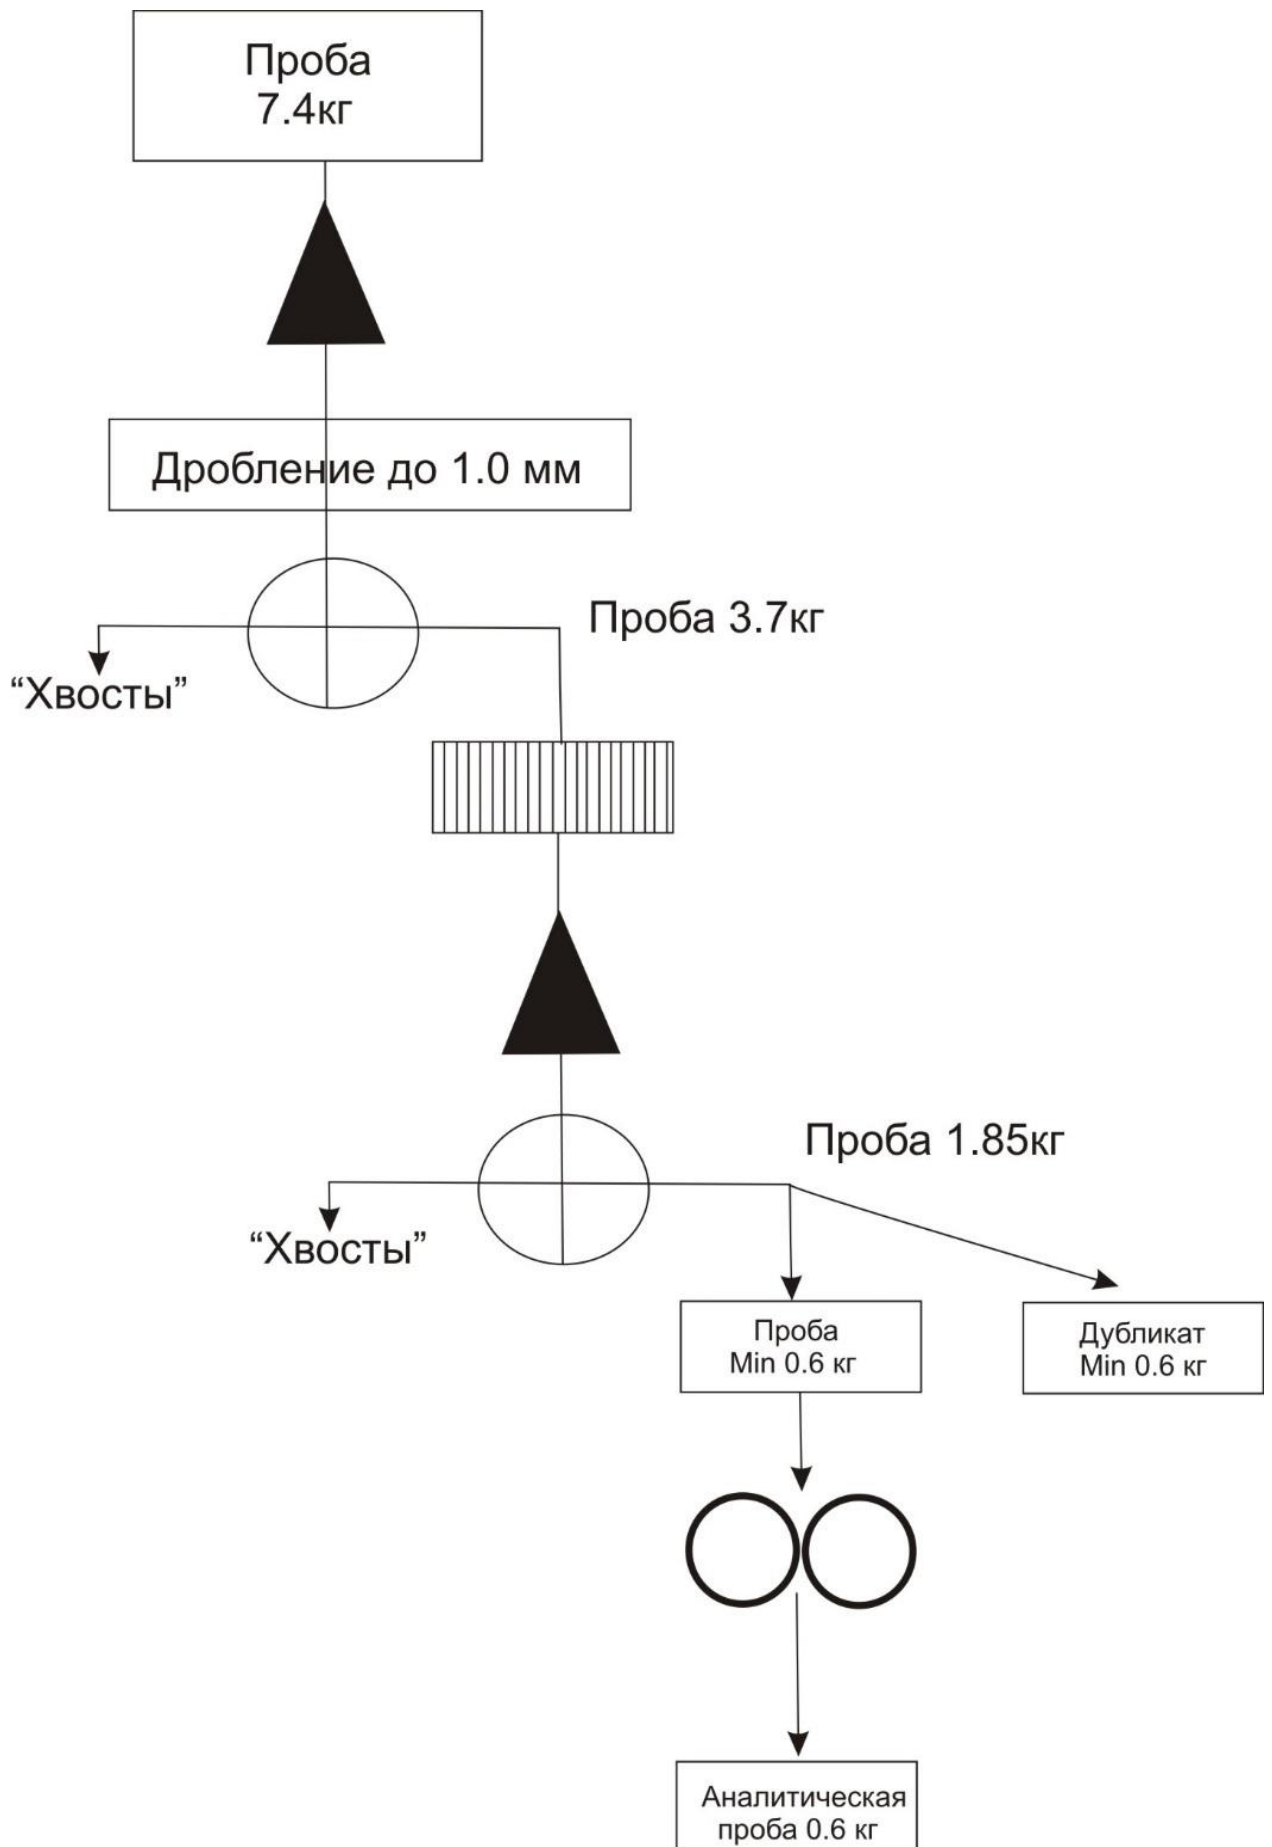 Проба
7.4кг
Дробление до 1.0 мм
Проба 3.7кг
“Хвосты”
Проба 1.85кг
“Хвосты”
Проба
Min 0.6 кг
Дубликат
Min 0.6 кг
Аналитическая
проба 0.6 кг